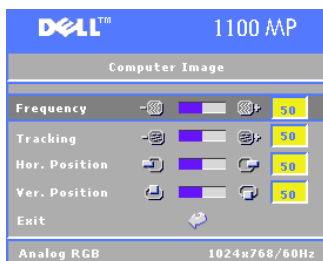 DELL™ 1100 MP
Computer Image
Frequency 50
Tracking 50
Hor. Position 50
Ver. Position 50
Exit
Analog RGB 1024x768/60Hz